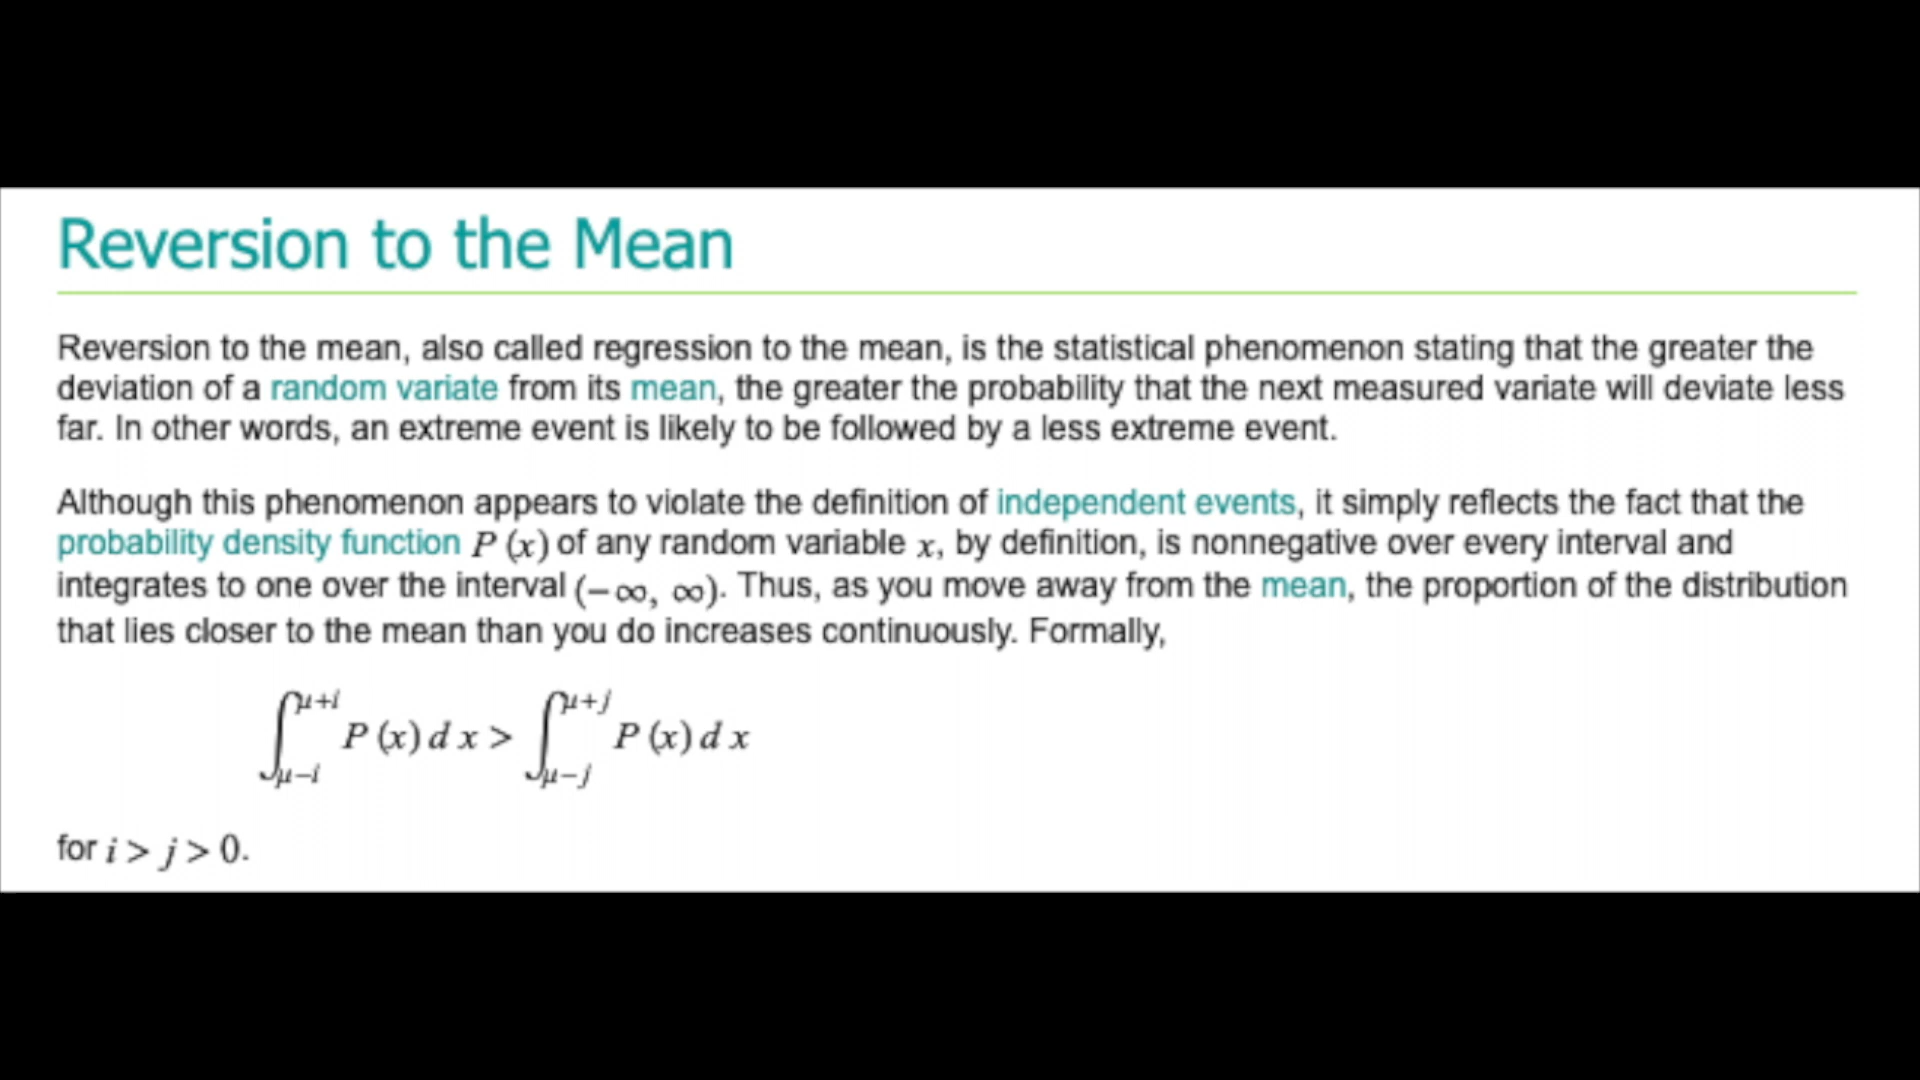 Reversion to the Mean
Reversion to the mean, also called regression to the mean, is the statistical phenomenon stating that the greater the
deviation of a random variate from its mean, the greater the probability that the next measured variate will deviate less
far. In other words, an extreme event is likely to be followed by a less extreme event.
Although this phenomenon appears to violate the definition of independent events, it simply reflects the fact that the
probability density function P (x) of any random variable x, by definition, is nonnegative over every interval and
integrates to one over the interval (−∞, ∞). Thus, as you move away from the mean, the proportion of the distribution
that lies closer to the mean than you do increases continuously. Formally,
∫_{μ−i}^{μ+i} P (x) d x > ∫_{μ−j}^{μ+j} P (x) d x
for i > j > 0.